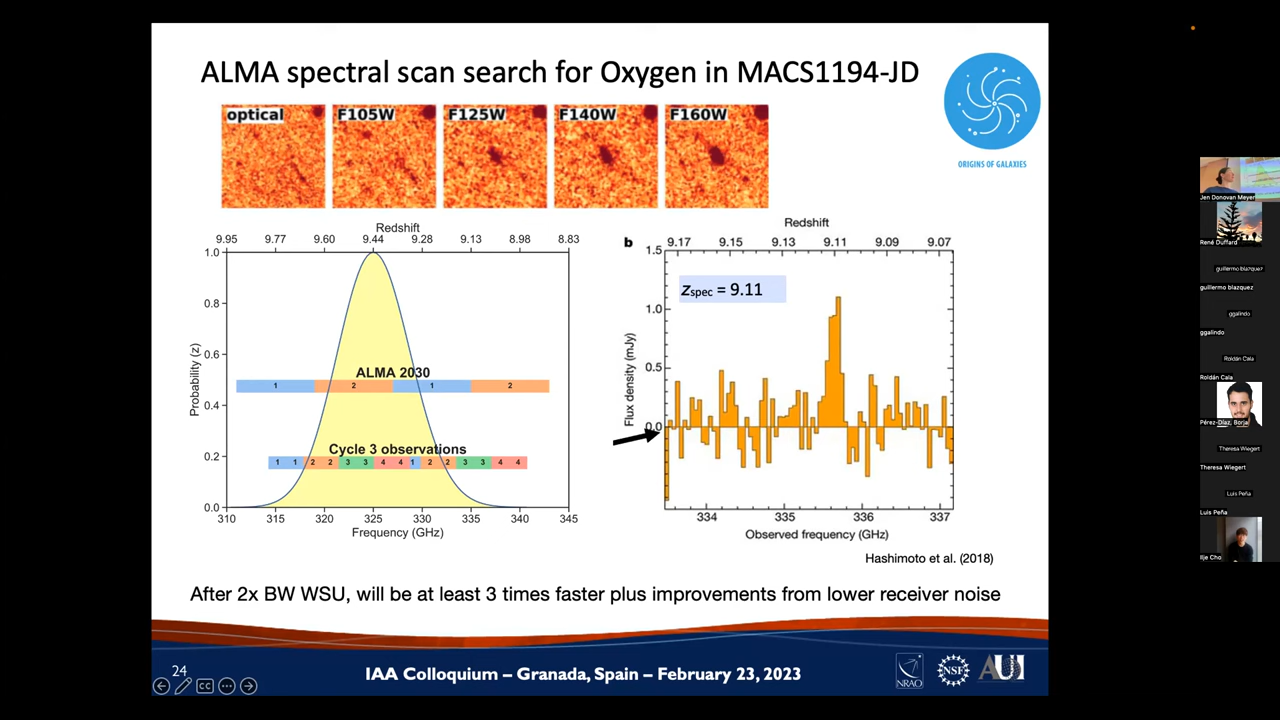 ALMA spectral scan search for Oxygen in MACS1194-JD
optical
F105W
F125W
F140W
F160W
ORIGINS OF GALAXIES
Redshift
9.95 9.77 9.60 9.44 9.28 9.13 8.98 8.83
1.0
0.8
0.6
0.4
0.2
0.0
Probability (z)
ALMA 2030
1 2 1 2
Cycle 3 observations
1 1 2 2 3 3 4 4 1 2 2 3 3 4 4
310 315 320 325 330 335 340 345
Frequency (GHz)
b
Redshift
9.17 9.15 9.13 9.11 9.09 9.07
1.5
1.0
0.5
0.0
Flux density (mJy)
zspec = 9.11
334 335 336 337
Observed frequency (GHz)
Hashimoto et al. (2018)
After 2x BW WSU, will be at least 3 times faster plus improvements from lower receiver noise
24
CC
IAA Colloquium – Granada, Spain – February 23, 2023
NRAO
NSF
AUI
Jen Donovan Meyer
René Duffard
guillermo blazquez
guillermo blazquez
ggalindo
ggalindo
Roldán Cala
Roldán Cala
Pérez-Díaz, Borja
Theresa Wiegert
Theresa Wiegert
Luis Peña
Luis Peña
Ilje Cho